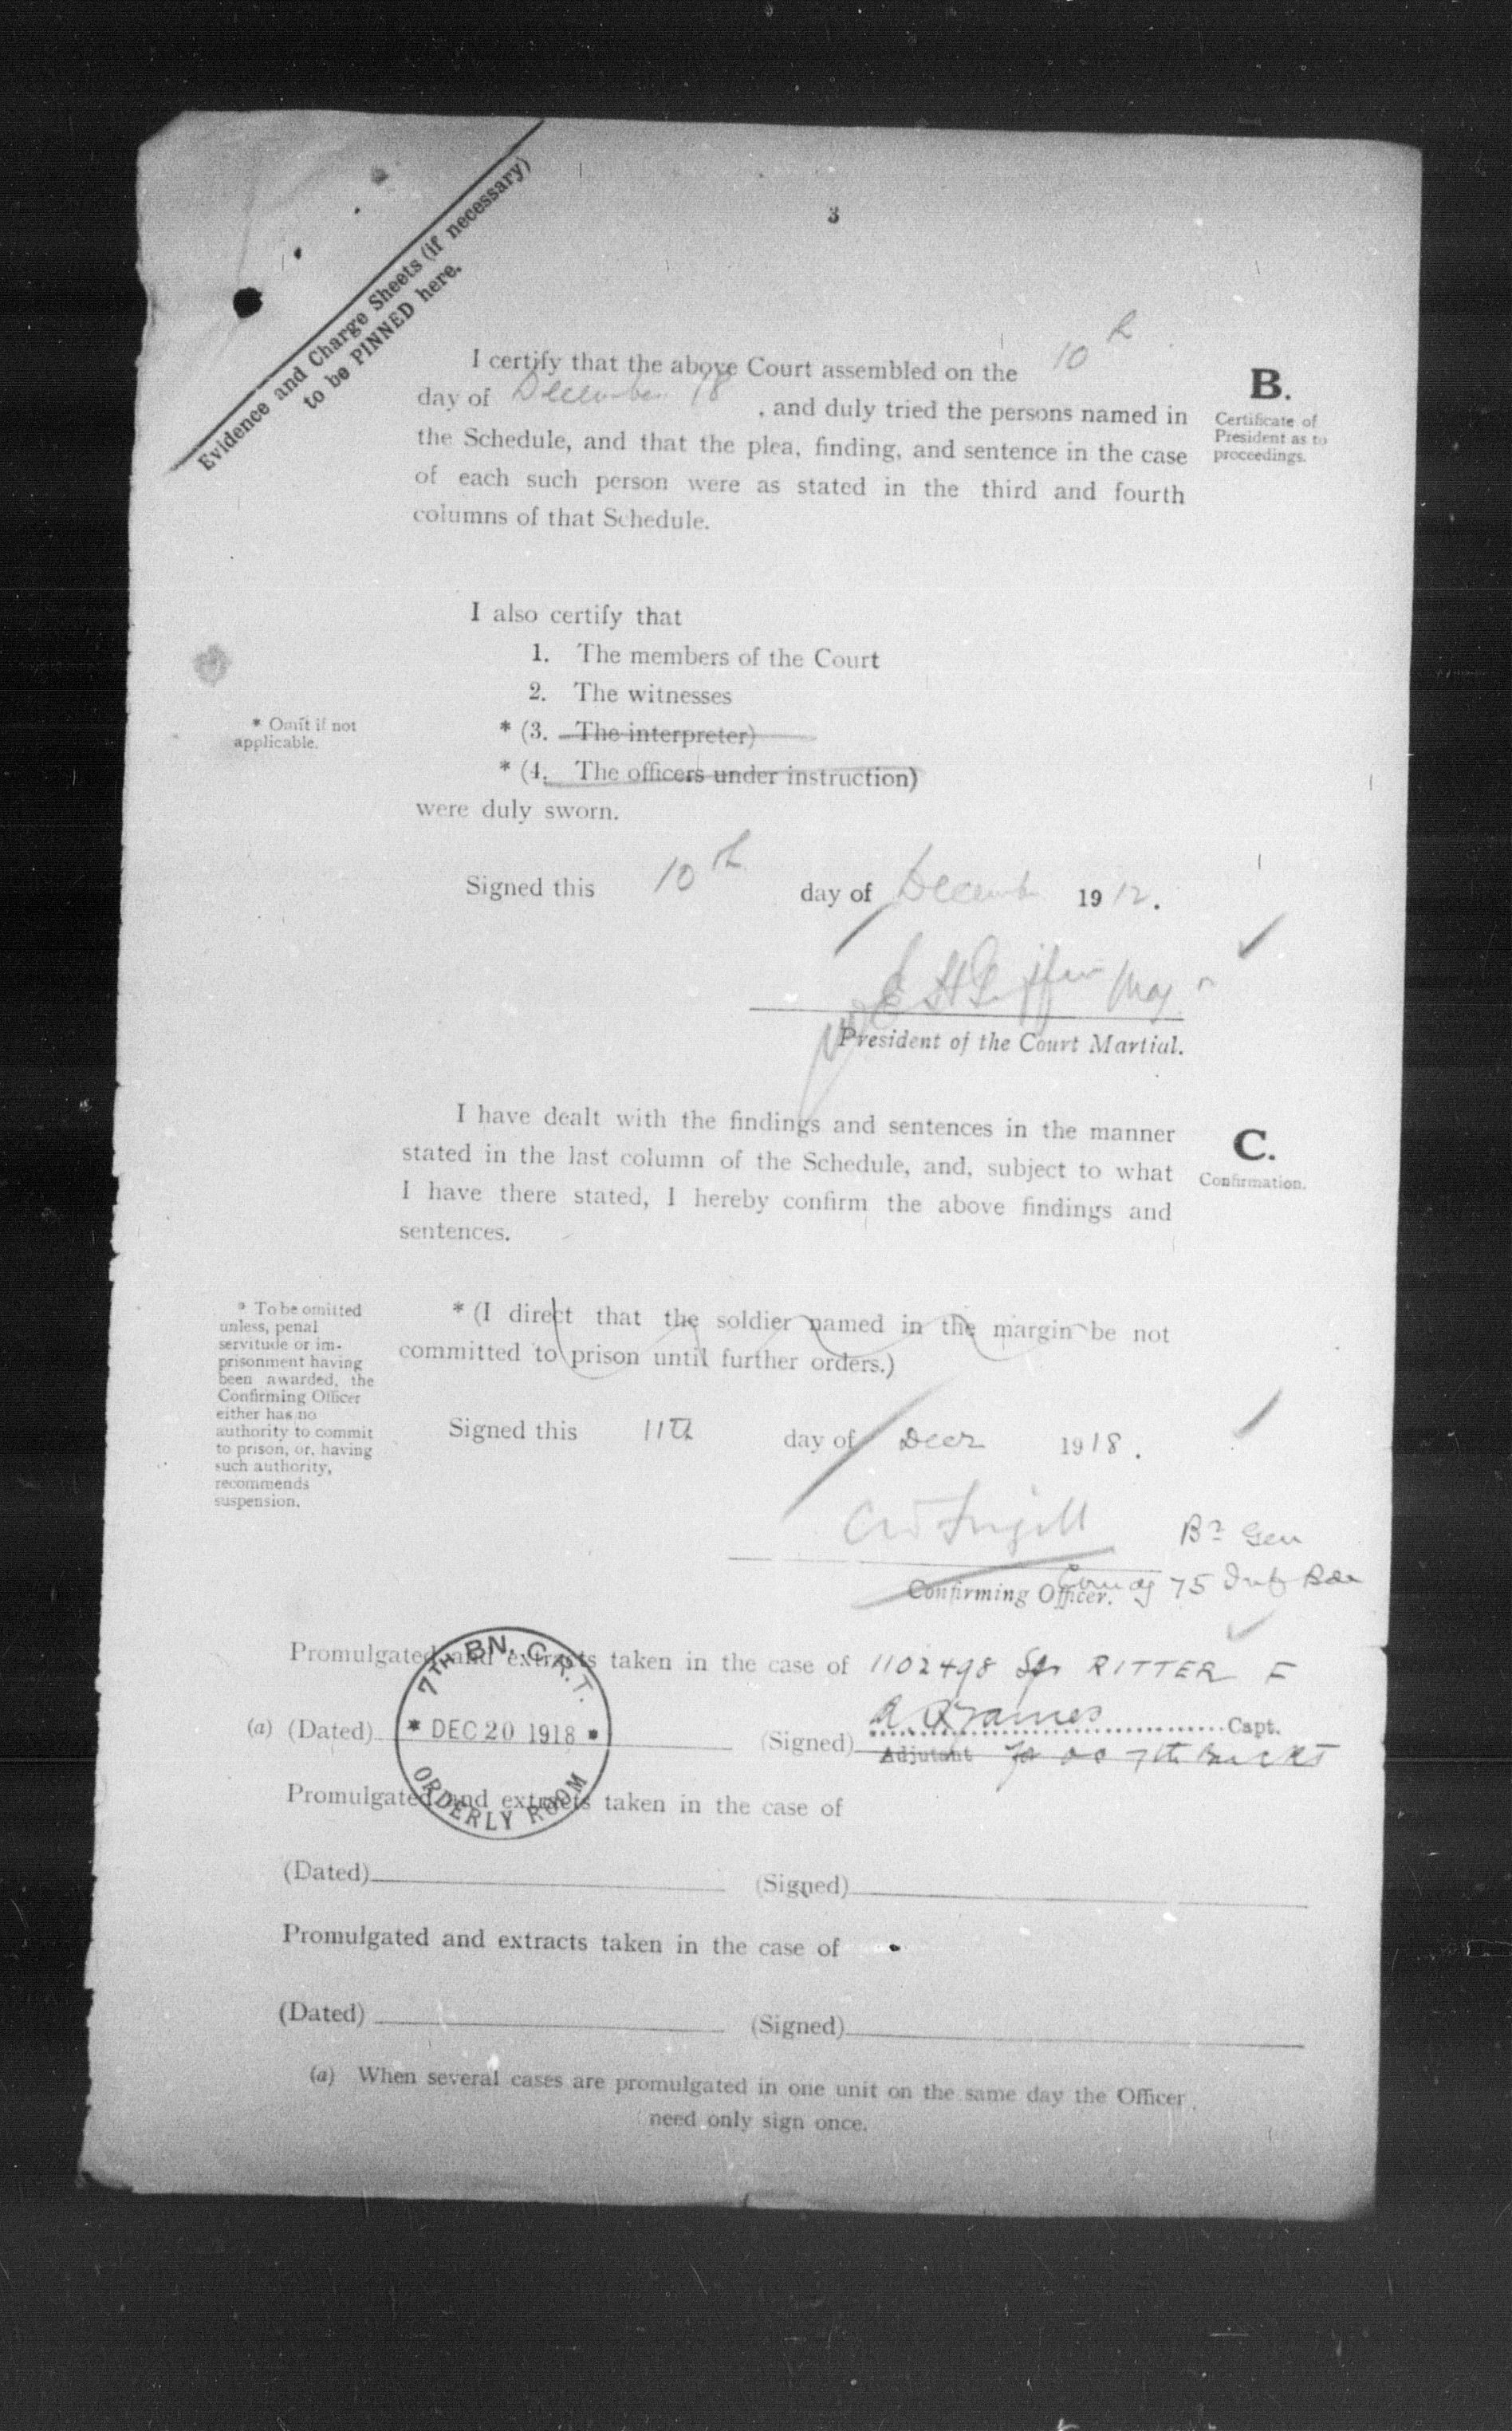 Evidence and Charge Sheets (if necessary)
to be PINNED here.
3
I certify that the above Court assembled on the 10th
day of December 18, and duly tried the persons named in
the Schedule, and that the plea, finding, and sentence in the case
of each such person were as stated in the third and fourth
columns of that Schedule.
B.
Certificate of
President as to
proceedings.
I also certify that
1. The members of the Court
2. The witnesses
* (3. The interpreter)
* (4. The officers under instruction)
were duly sworn.
* Omit if not
applicable.
Signed this 10th day of December 1912.
Maj
President of the Court Martial.
I have dealt with the findings and sentences in the manner
stated in the last column of the Schedule, and, subject to what
I have there stated, I hereby confirm the above findings and
sentences.
C.
Confirmation.
* (I direct that the soldier named in the margin be not
committed to prison until further orders.)
* To be omitted
unless, penal
servitude or im-
prisonment having
been awarded, the
Confirming Officer
either has no
authority to commit
to prison, or, having
such authority,
recommends
suspension.
Signed this 11th day of Decr 1918.
Br Gen
Confirming Officer. Comdg 75 Inf Bde
Promulgated and extracts taken in the case of 1102498 Spr RITTER F
7TH BN. C.R.T.
* DEC 20 1918 *
ORDERLY ROOM
(a) (Dated) (Signed) Capt.
Adjutant for OC 7th Bn CRT
Promulgated and extracts taken in the case of
(Dated) (Signed)
Promulgated and extracts taken in the case of
(Dated) (Signed)
(a) When several cases are promulgated in one unit on the same day the Officer
need only sign once.